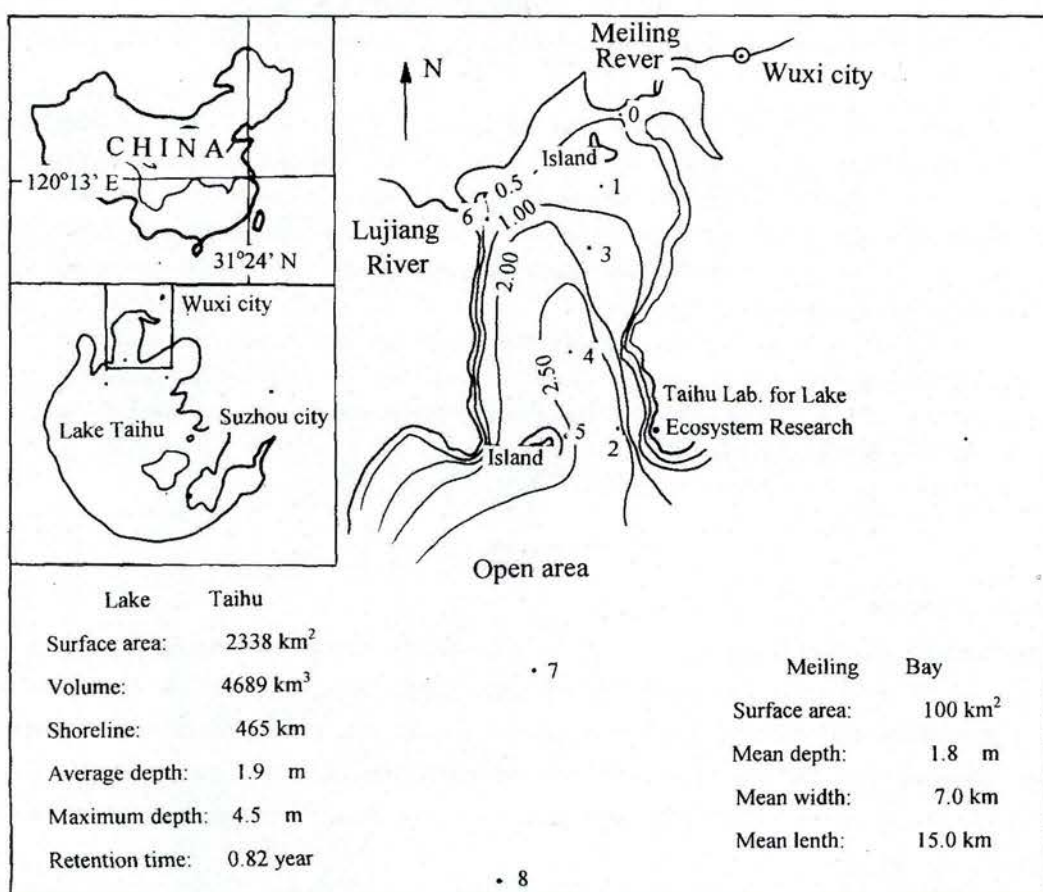 CHINA
120°13' E
31°24' N
Wuxi city
Lake Taihu
Suzhou city
N
Meiling
Rever
Wuxi city
0
Island
0.5
1
6
1.00
Lujiang
River
3
2.00
4
2.50
Taihu Lab. for Lake
Ecosystem Research
5
2
Island
Open area
7
8
Lake Taihu
Surface area: 2338 km²
Volume: 4689 km³
Shoreline: 465 km
Average depth: 1.9 m
Maximum depth: 4.5 m
Retention time: 0.82 year
Meiling Bay
Surface area: 100 km²
Mean depth: 1.8 m
Mean width: 7.0 km
Mean lenth: 15.0 km